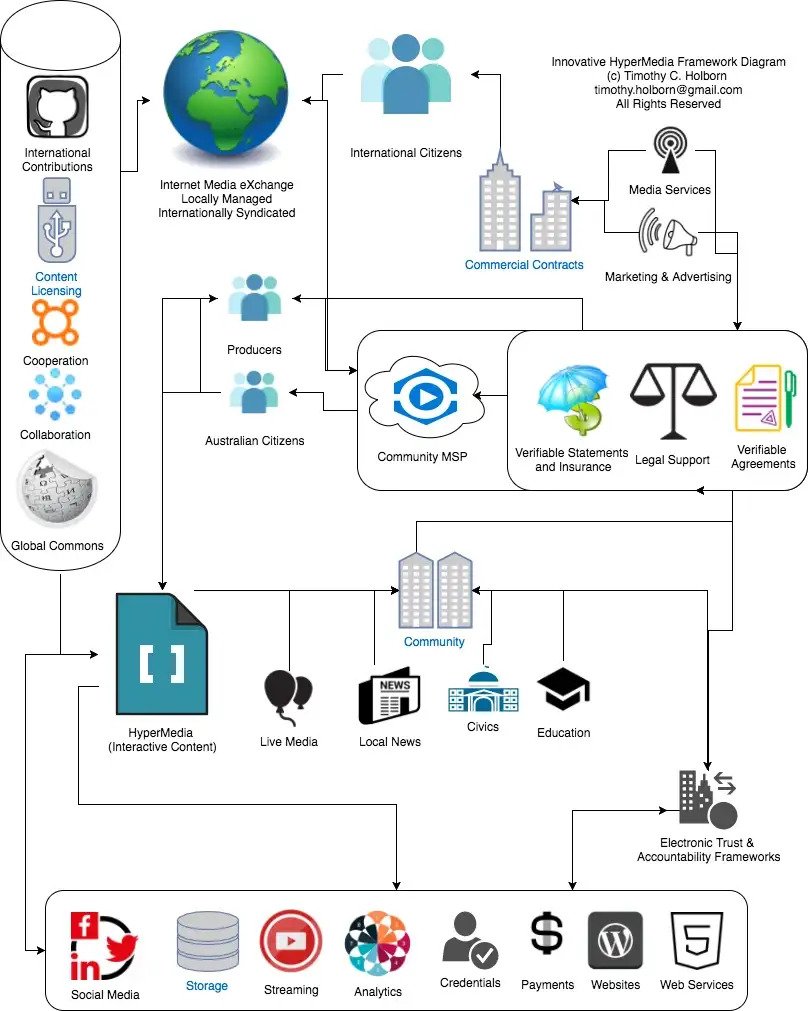 Innovative HyperMedia Framework Diagram
(c) Timothy C. Holborn
timothy.holborn@gmail.com
All Rights Reserved
International
Contributions
Content
Licensing
Cooperation
Collaboration
Global Commons
Internet Media eXchange
Locally Managed
Internationally Syndicated
International Citizens
Commercial Contracts
Media Services
Marketing & Advertising
Producers
Australian Citizens
Community MSP
Verifiable Statements
and Insurance
Legal Support
Verifiable
Agreements
Community
HyperMedia
(Interactive Content)
Live Media
NEWS
Local News
Civics
Education
Electronic Trust &
Accountability Frameworks
Social Media
Storage
Streaming
Analytics
Credentials
Payments
Websites
Web Services